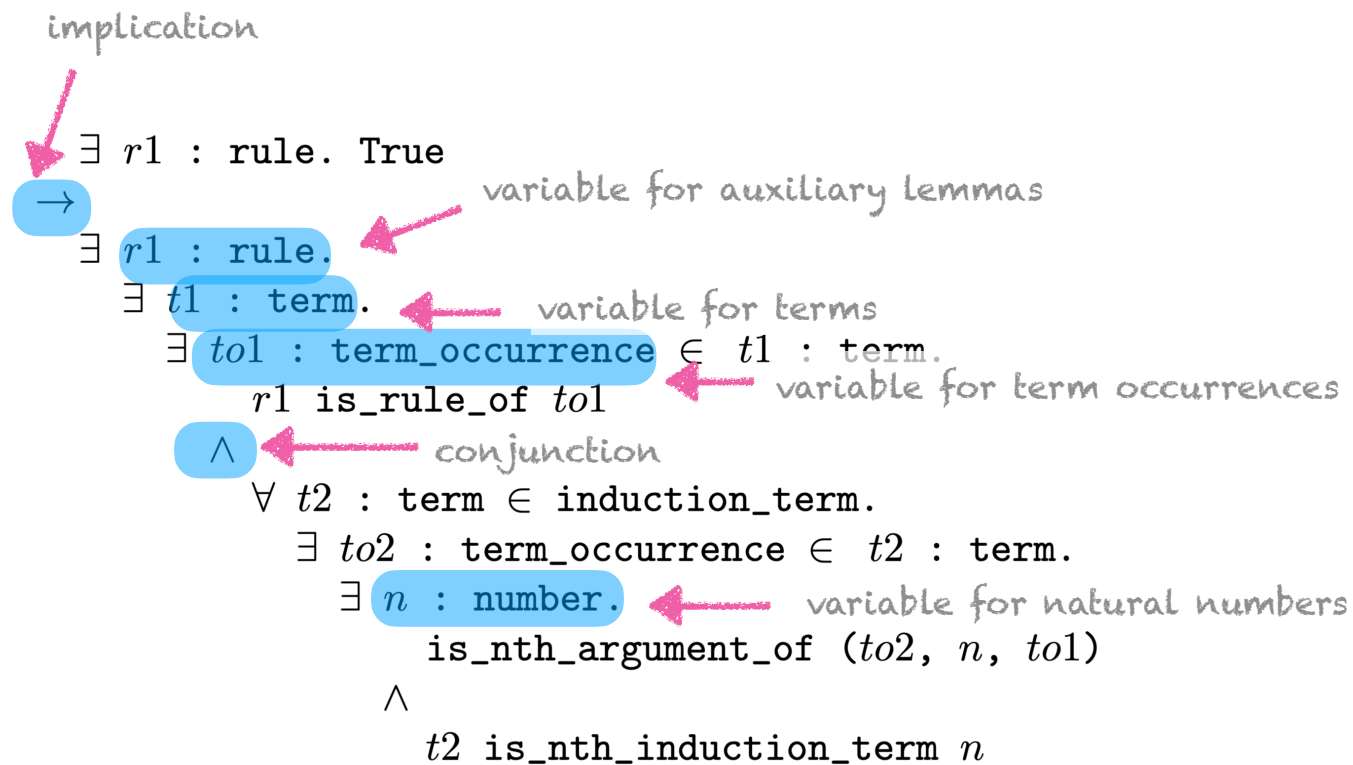 implication
∃ r1 : rule. True
→
variable for auxiliary lemmas
∃ r1 : rule.
∃ t1 : term.
variable for terms
∃ to1 : term_occurrence ∈ t1 : term.
variable for term occurrences
r1 is_rule_of to1
∧
conjunction
∀ t2 : term ∈ induction_term.
∃ to2 : term_occurrence ∈ t2 : term.
∃ n : number.
variable for natural numbers
is_nth_argument_of (to2, n, to1)
∧
t2 is_nth_induction_term n